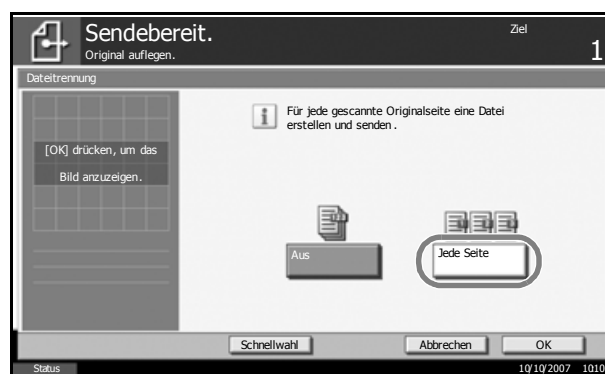 Sendebereit.
Original auflegen.
Ziel
1
Dateitrennung
Für jede gescannte Originalseite eine Datei
erstellen und senden.
[OK] drücken, um das
Bild anzuzeigen.
Aus
Jede Seite
Schnellwahl
Abbrechen
OK
Status
10/10/2007 1010